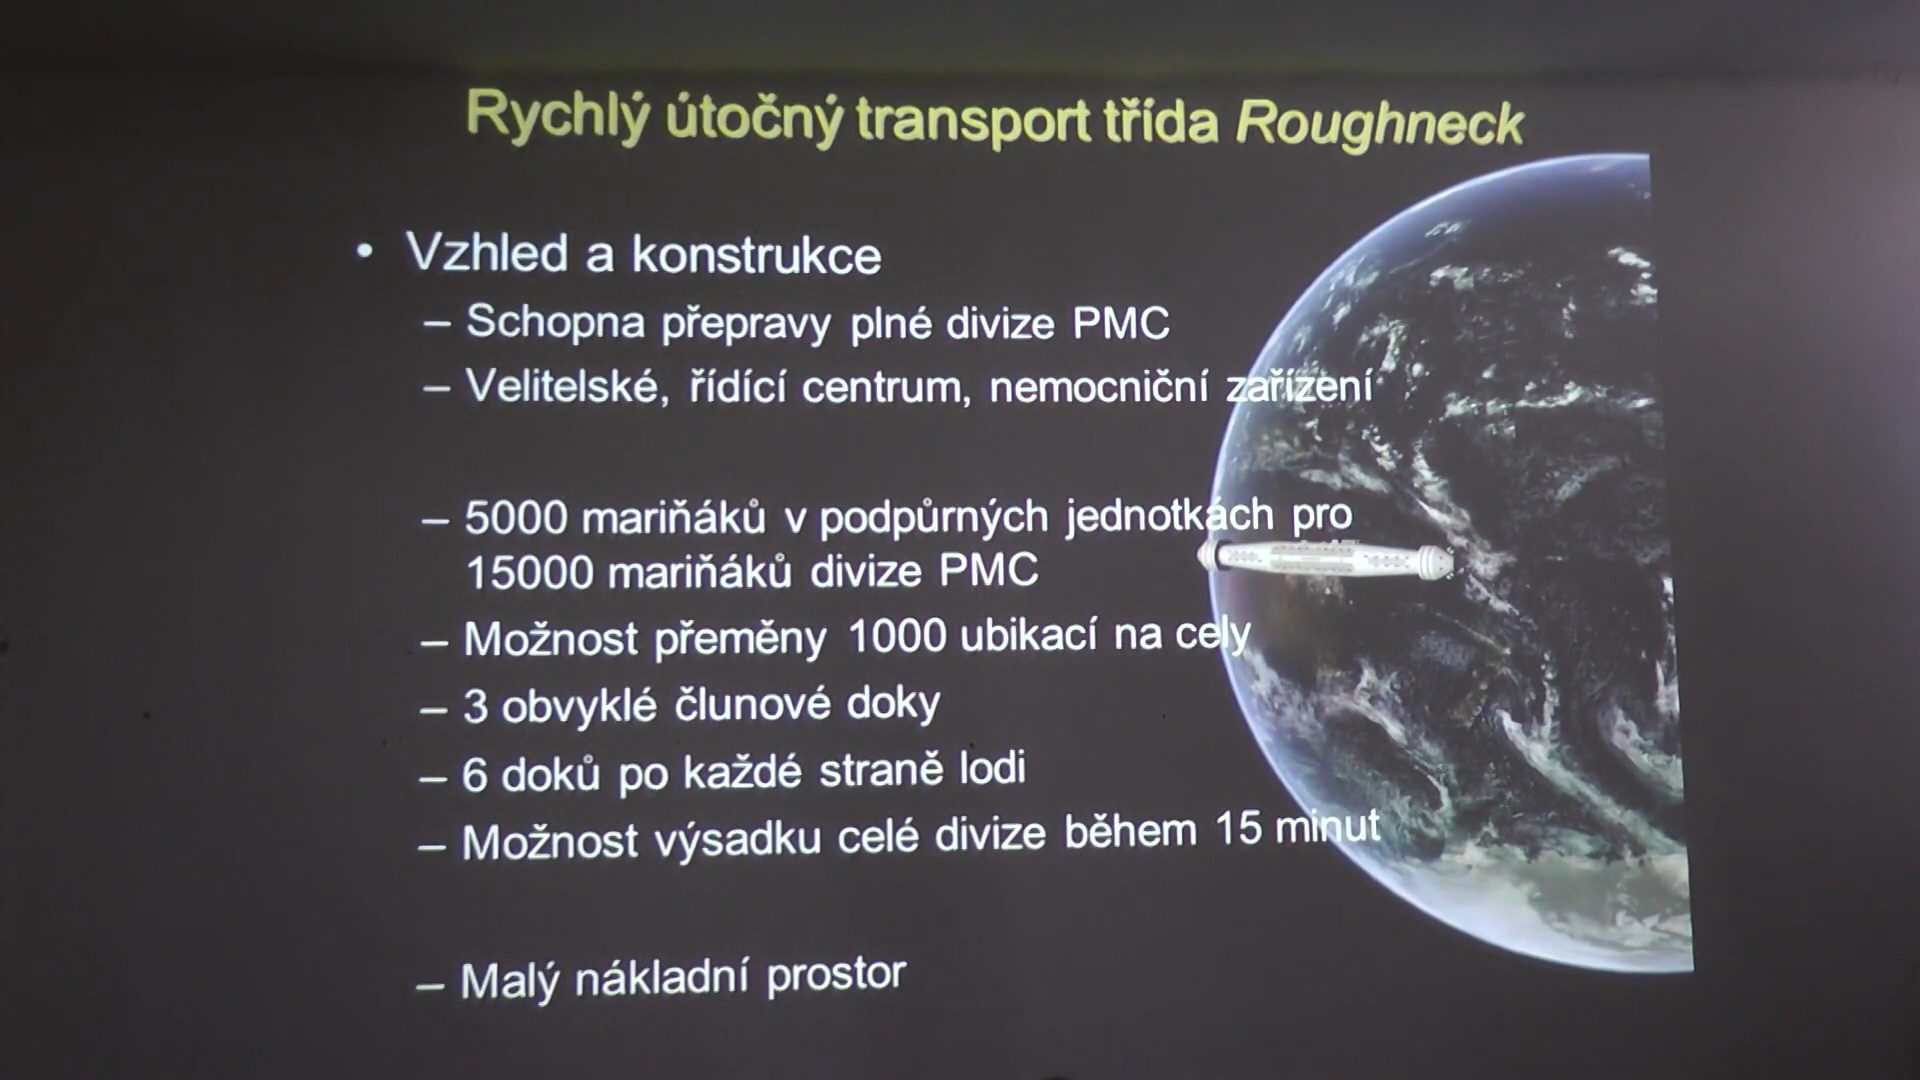 Rychlý útočný transport třída Roughneck
• Vzhled a konstrukce
– Schopna přepravy plné divize PMC
– Velitelské, řídící centrum, nemocniční zařízení
– 5000 mariňáků v podpůrných jednotkách pro
15000 mariňáků divize PMC
– Možnost přeměny 1000 ubikací na cely
– 3 obvyklé člunové doky
– 6 doků po každé straně lodi
– Možnost výsadku celé divize během 15 minut
– Malý nákladní prostor